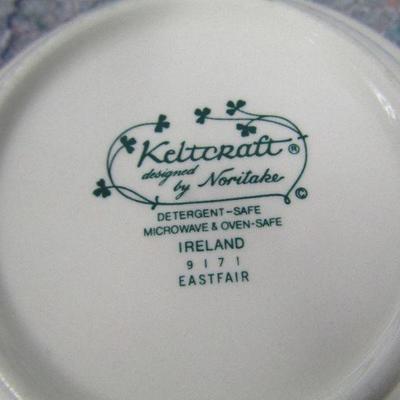 Keltcraft ®
designed
by Noritake
©
DETERGENT-SAFE
MICROWAVE & OVEN-SAFE
IRELAND
9171
EASTFAIR